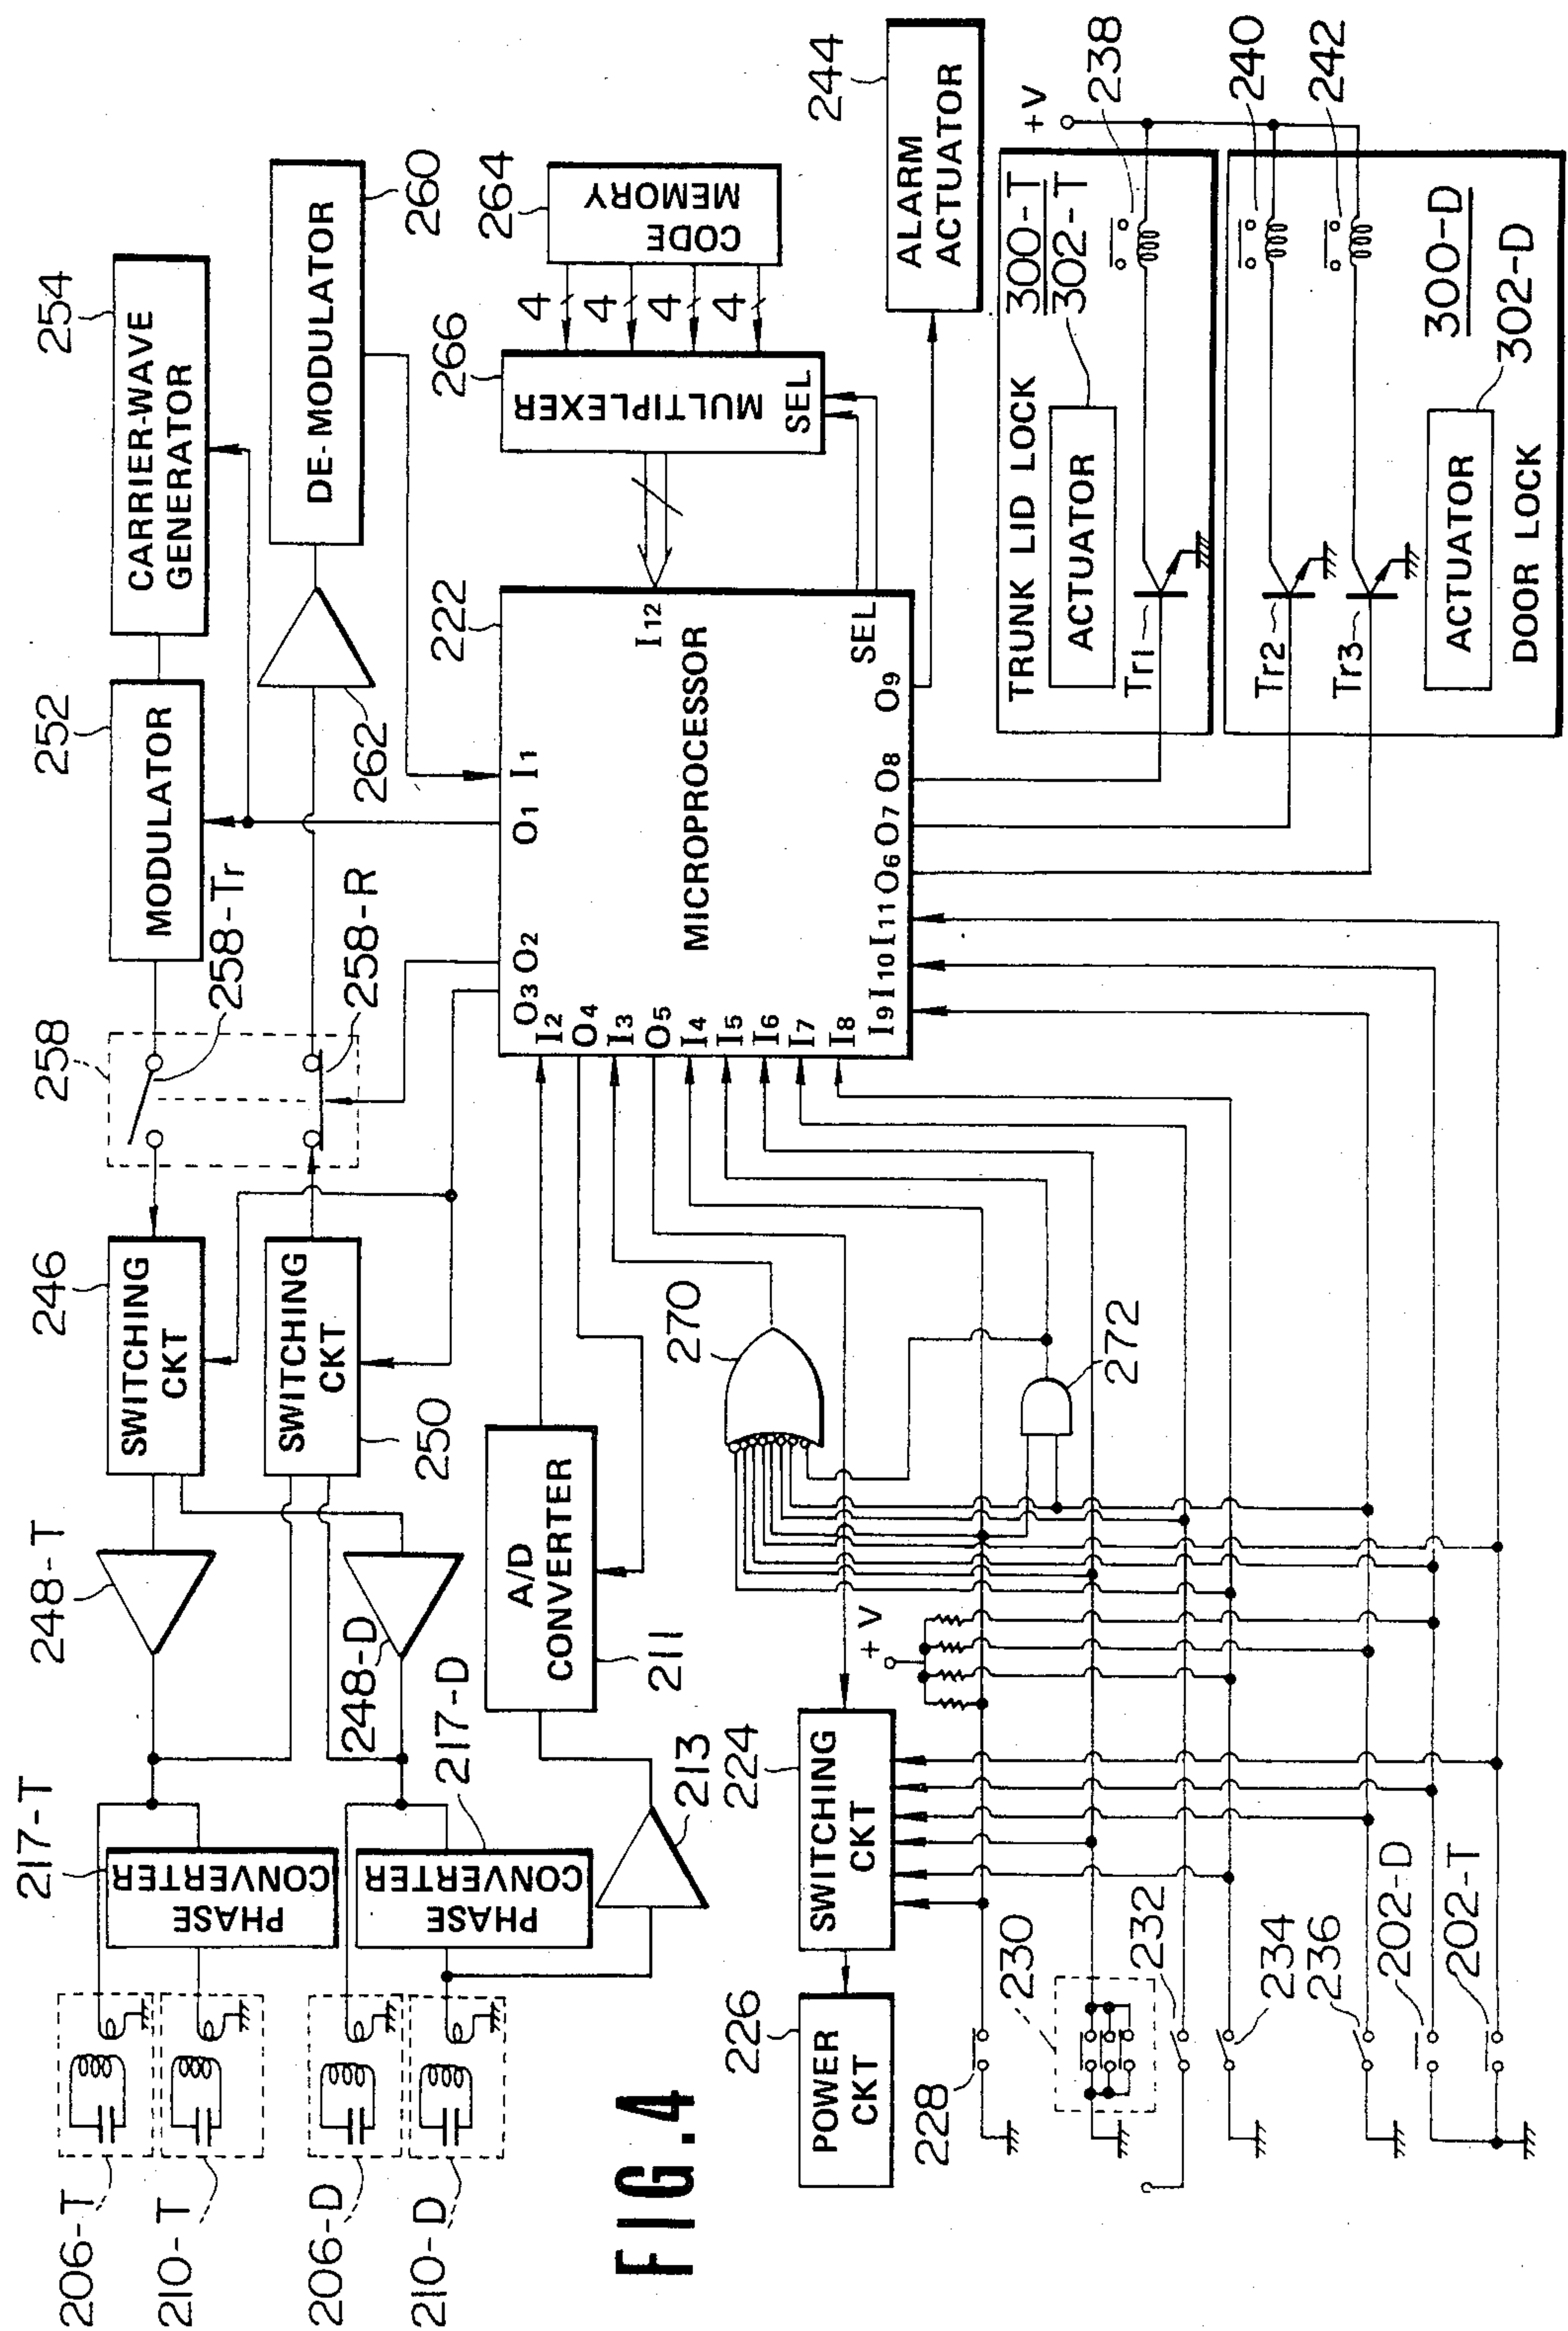 FIG.4
206-T
210-T
206-D
210-D
217-T
PHASE
CONVERTER
217-D
PHASE
CONVERTER
248-T
248-D
213
A/D
CONVERTER
211
246
SWITCHING
CKT
SWITCHING
CKT
250
258
258-Tr
258-R
252
MODULATOR
254
CARRIER-WAVE
GENERATOR
262
DE-MODULATOR
260
264
CODE
MEMORY
4
4
4
4
266
MULTIPLEXER
SEL
222
MICROPROCESSOR
I12
SEL
I1
O1
O2
O3
I2
O4
I3
O5
I4
I5
I6
I7
I8
I9
I10
I11
O6
O7
O8
O9
244
ALARM
ACTUATOR
+V
238
300-T
302-T
TRUNK LID LOCK
ACTUATOR
Tr1
240
242
300-D
302-D
Tr2
Tr3
ACTUATOR
DOOR LOCK
270
272
+V
224
SWITCHING
CKT
226
POWER
CKT
228
230
232
234
236
202-D
202-T